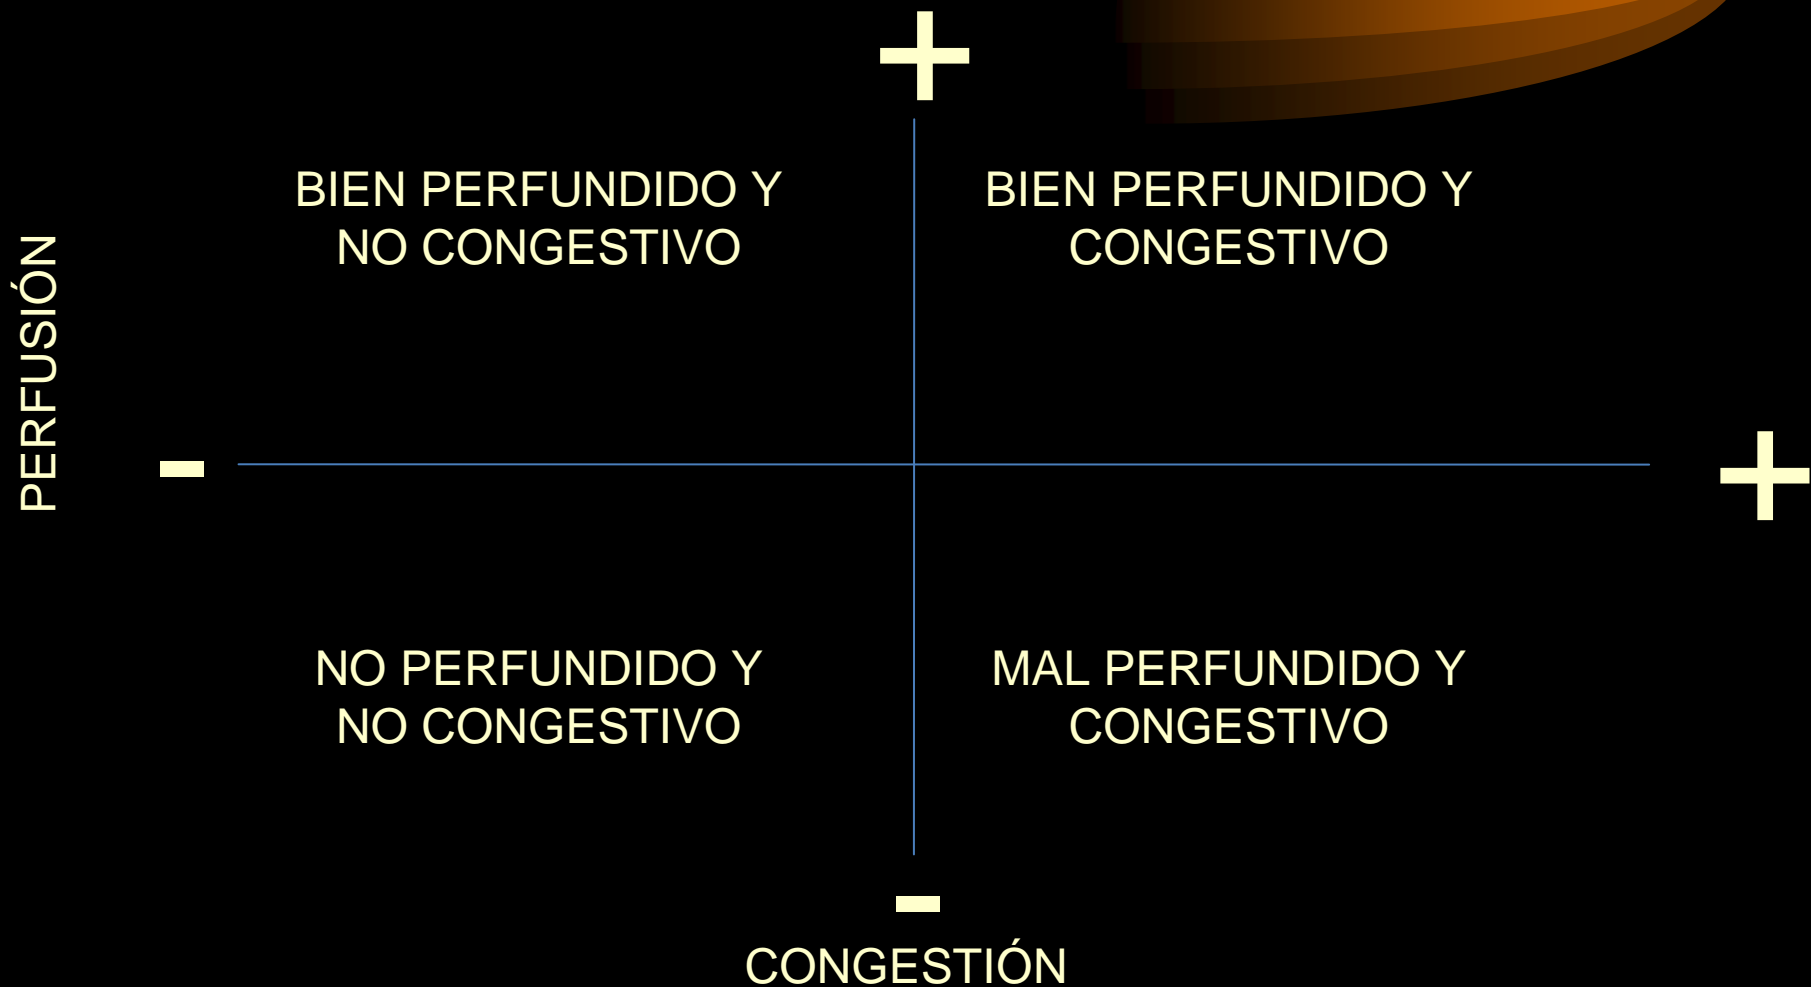 +
BIEN PERFUNDIDO Y
NO CONGESTIVO
BIEN PERFUNDIDO Y
CONGESTIVO
PERFUSIÓN
-
+
NO PERFUNDIDO Y
NO CONGESTIVO
MAL PERFUNDIDO Y
CONGESTIVO
-
CONGESTIÓN